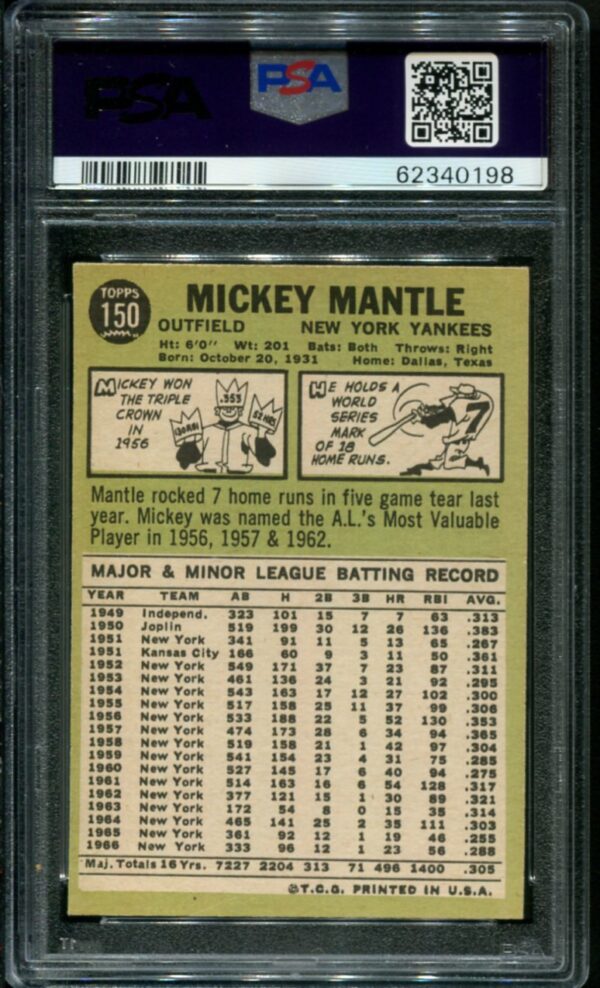 PSA
PSA
62340198
TOPPS
150
MICKEY MANTLE
OUTFIELD NEW YORK YANKEES
Ht: 6'0" Wt: 201 Bats: Both Throws: Right
Born: October 20, 1931 Home: Dallas, Texas
MICKEY WON
THE TRIPLE
CROWN
IN
1956
130 RBI
.353
52 HRS.
HE HOLDS A
WORLD
SERIES
MARK
OF 18
HOME RUNS.
7
Mantle rocked 7 home runs in five game tear last
year. Mickey was named the A.L.'s Most Valuable
Player in 1956, 1957 & 1962.
MAJOR & MINOR LEAGUE BATTING RECORD
YEAR TEAM AB H 2B 3B HR RBI AVG.
1949 Independ. 323 101 15 7 7 63 .313
1950 Joplin 519 199 30 12 26 136 .383
1951 New York 341 91 11 5 13 65 .267
1951 Kansas City 166 60 9 3 11 50 .361
1952 New York 549 171 37 7 23 87 .311
1953 New York 461 136 24 3 21 92 .295
1954 New York 543 163 17 12 27 102 .300
1955 New York 517 158 25 11 37 99 .306
1956 New York 533 188 22 5 52 130 .353
1957 New York 474 173 28 6 34 94 .365
1958 New York 519 158 21 1 42 97 .304
1959 New York 541 154 23 4 31 75 .285
1960 New York 527 145 17 6 40 94 .275
1961 New York 514 163 16 6 54 128 .317
1962 New York 377 121 15 1 30 89 .321
1963 New York 172 54 8 0 15 35 .314
1964 New York 465 141 25 2 35 111 .303
1965 New York 361 92 12 1 19 46 .255
1966 New York 333 96 12 1 23 56 .288
Maj. Totals 16 Yrs. 7227 2204 313 71 496 1400 .305
©T.C.G. PRINTED IN U.S.A.
PSA